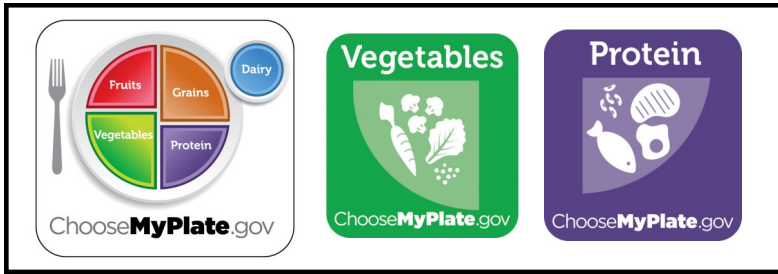 Fruits
Grains
Dairy
Vegetables
Protein
ChooseMyPlate.gov
Vegetables
ChooseMyPlate.gov
Protein
ChooseMyPlate.gov